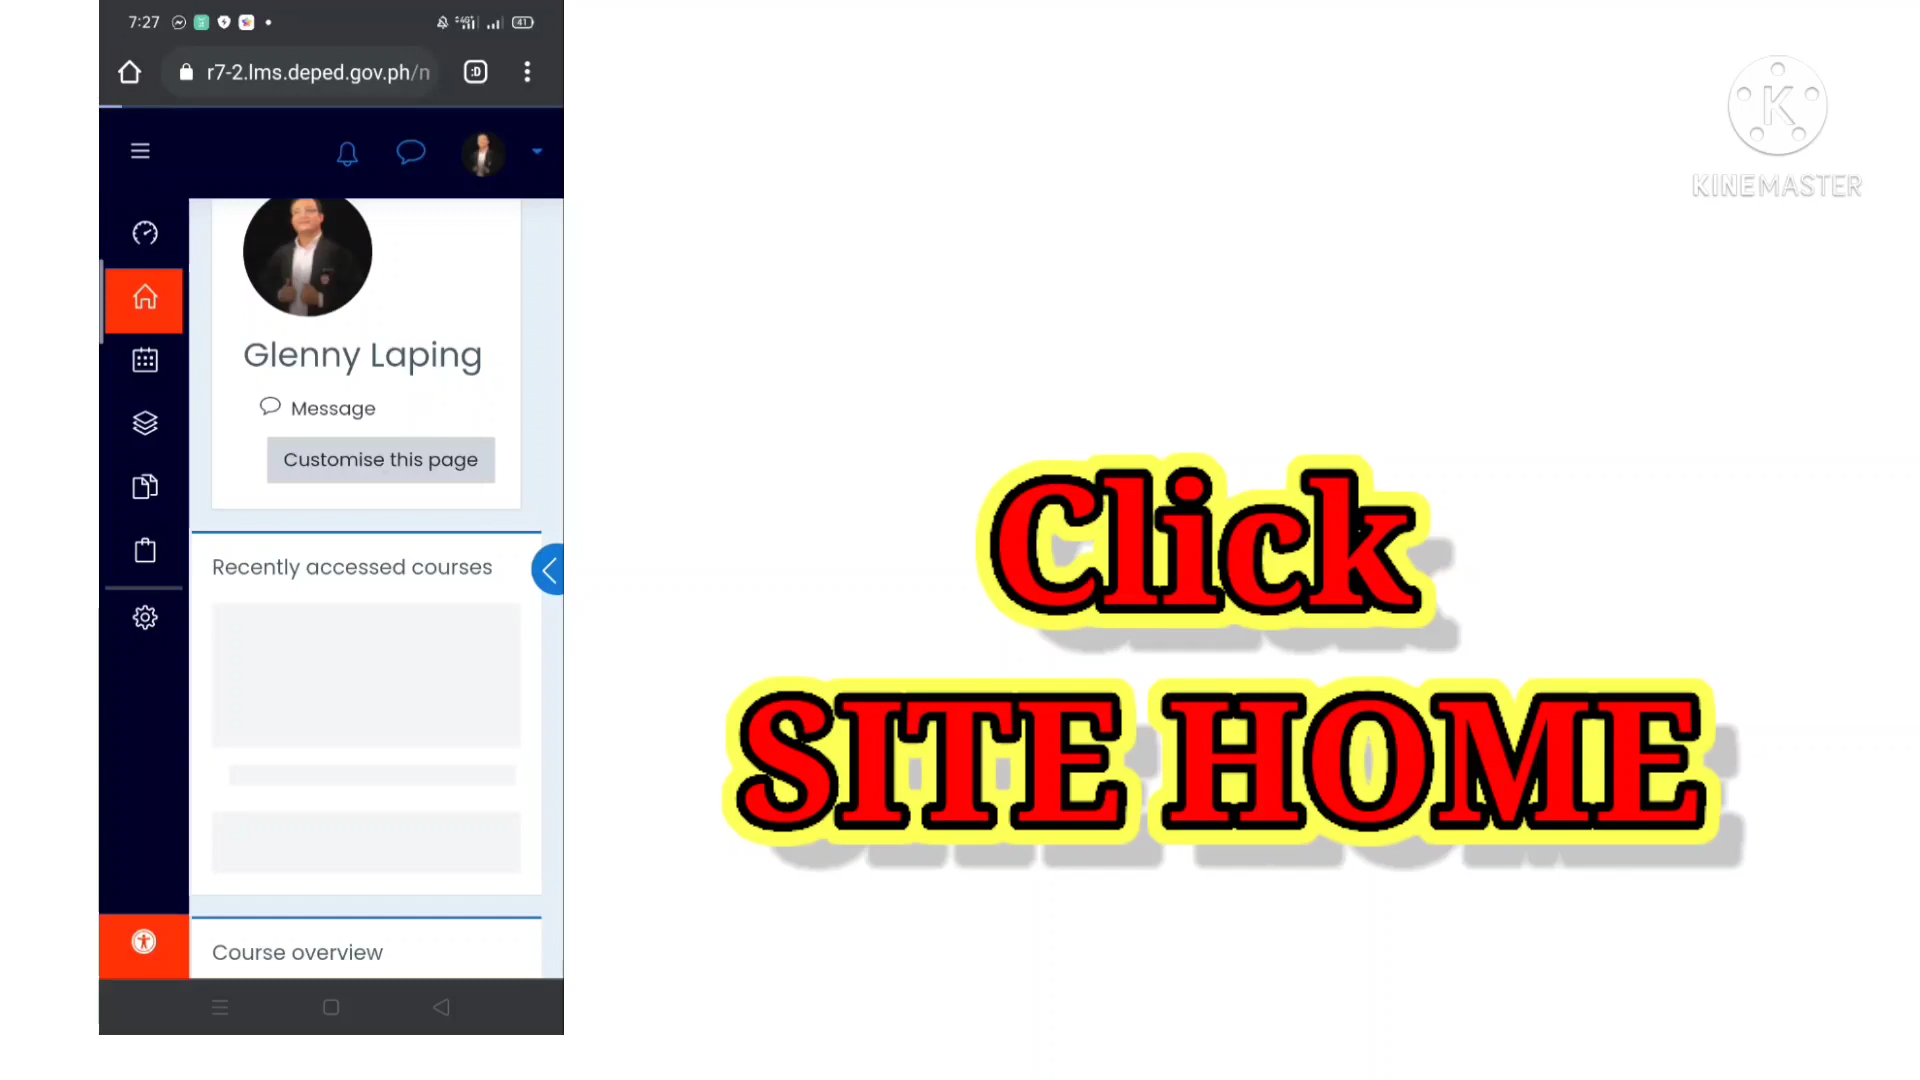 7:27
41
r7-2.lms.deped.gov.ph/n
:D
KINEMASTER
Glenny Laping
Message
Customise this page
Recently accessed courses
Course overview
Click
SITE HOME